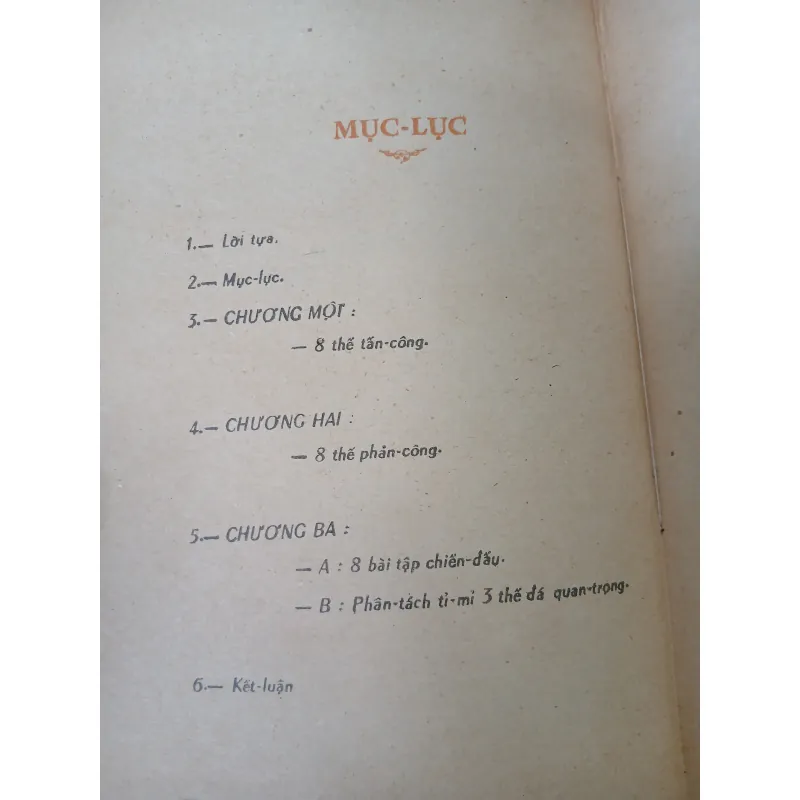 MỤC-LỤC
1.— Lời tựa.
2.— Mục-lục.
3.— CHƯƠNG MỘT :
— 8 thế tấn-công.
4.— CHƯƠNG HAI :
— 8 thế phản-công.
5.— CHƯƠNG BA :
— A : 8 bài tập chiến-đấu.
— B : Phân-tách tỉ-mỉ 3 thế đá quan-trọng.
6.— Kết-luận